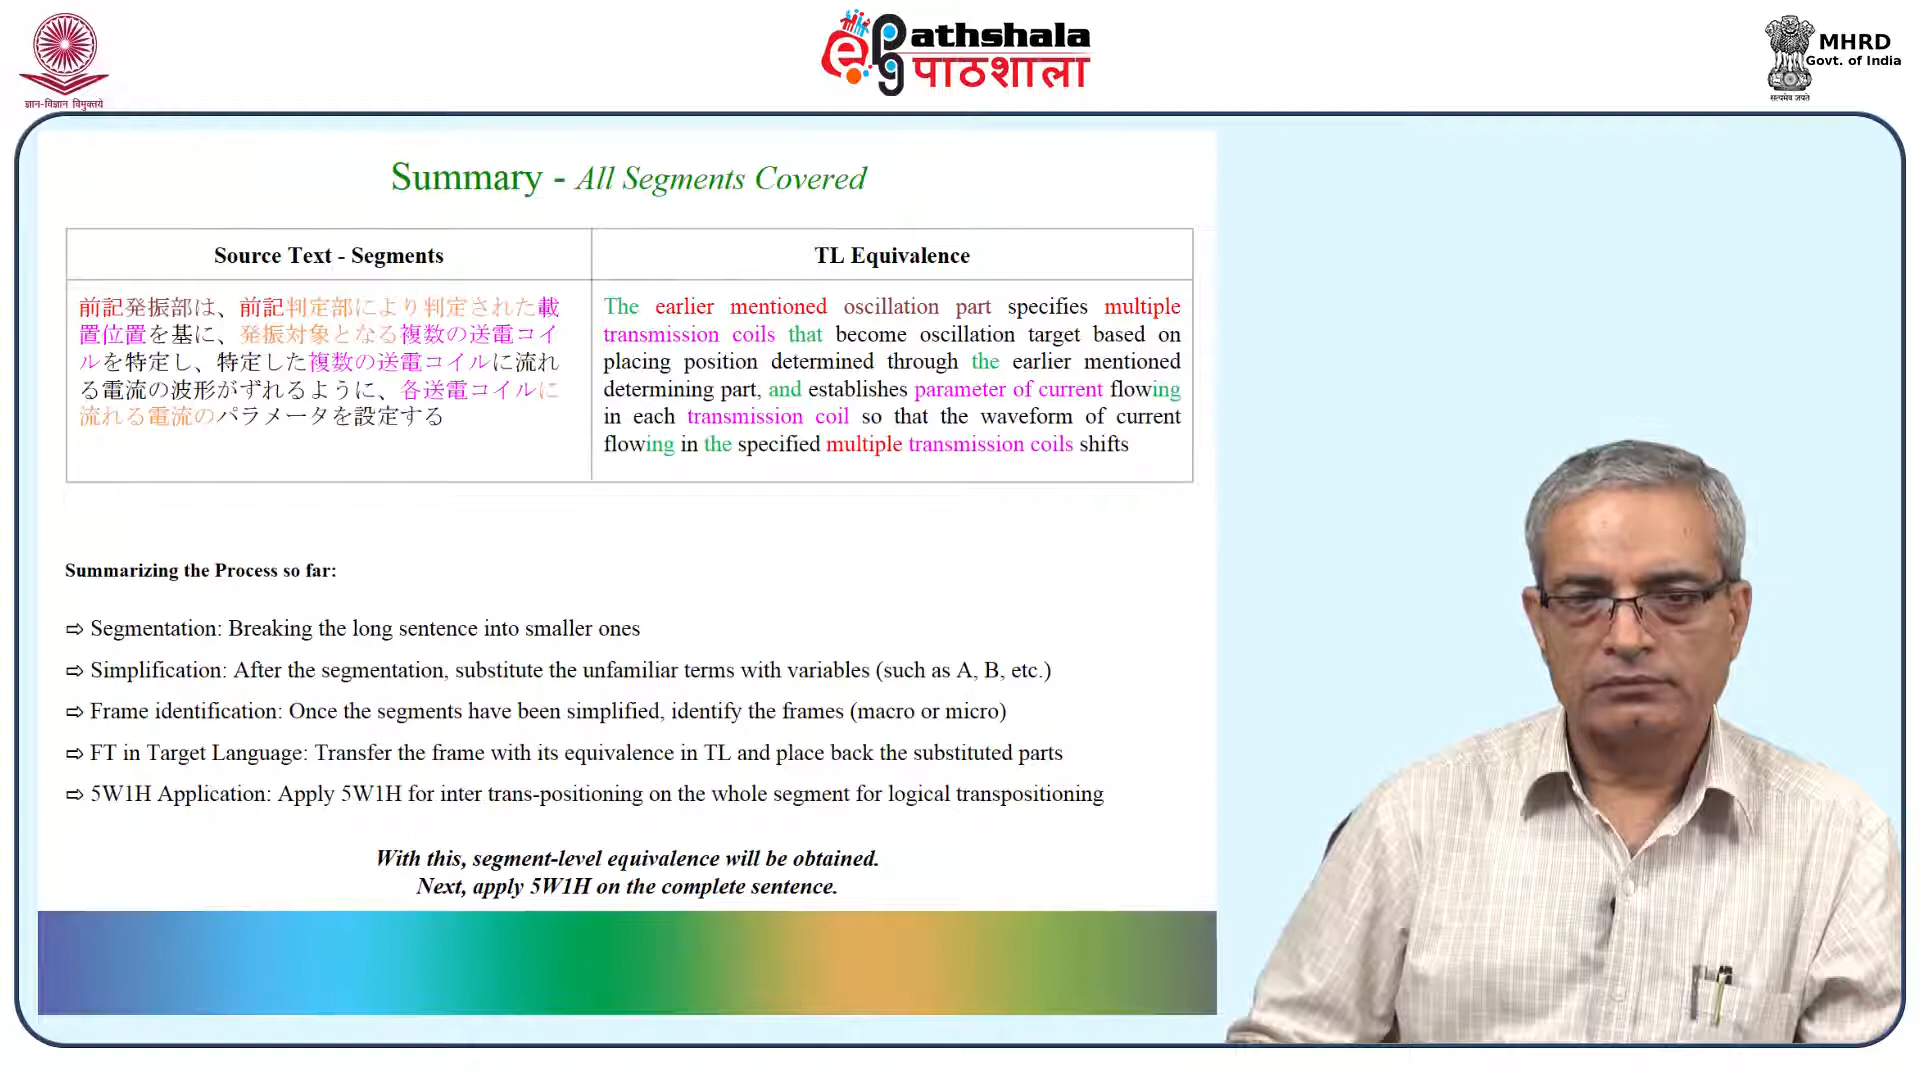 ज्ञान-विज्ञान विमुक्तये
ePathshala
पाठशाला
MHRD
Govt. of India
सत्यमेव जयते
Summary - All Segments Covered
Source Text - Segments
前記発振部は、前記判定部により判定された載
置位置を基に、発振対象となる複数の送電コイ
ルを特定し、特定した複数の送電コイルに流れ
る電流の波形がずれるように、各送電コイルに
流れる電流のパラメータを設定する
TL Equivalence
The earlier mentioned oscillation part specifies multiple
transmission coils that become oscillation target based on
placing position determined through the earlier mentioned
determining part, and establishes parameter of current flowing
in each transmission coil so that the waveform of current
flowing in the specified multiple transmission coils shifts
Summarizing the Process so far:
⇨ Segmentation: Breaking the long sentence into smaller ones
⇨ Simplification: After the segmentation, substitute the unfamiliar terms with variables (such as A, B, etc.)
⇨ Frame identification: Once the segments have been simplified, identify the frames (macro or micro)
⇨ FT in Target Language: Transfer the frame with its equivalence in TL and place back the substituted parts
⇨ 5W1H Application: Apply 5W1H for inter trans-positioning on the whole segment for logical transpositioning
With this, segment-level equivalence will be obtained.
Next, apply 5W1H on the complete sentence.